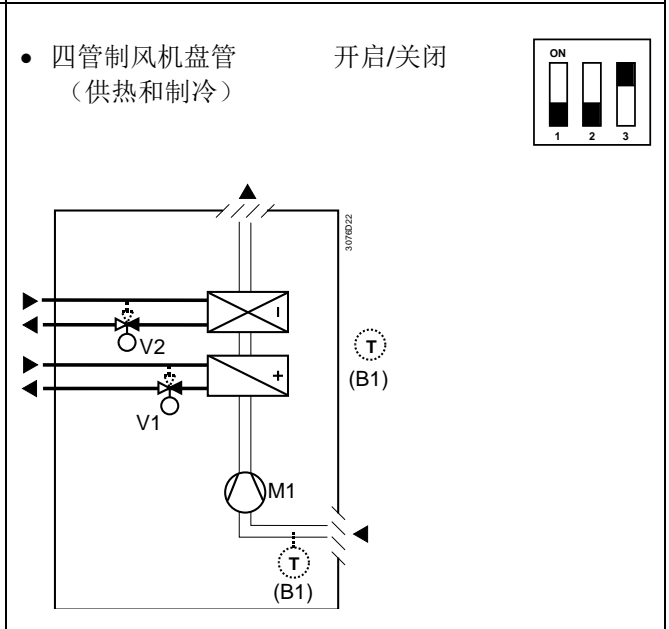 • 四管制风机盘管 开启/关闭
（供热和制冷）
ON
1 2 3
3076D22
V2
T
(B1)
+
V1
M1
T
(B1)